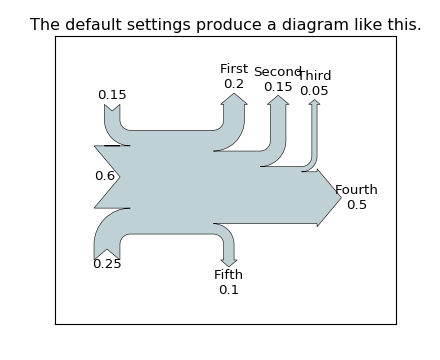 The default settings produce a diagram like this.
First
0.2
Second
0.15
Third
0.05
0.15
0.6
Fourth
0.5
0.25
Fifth
0.1